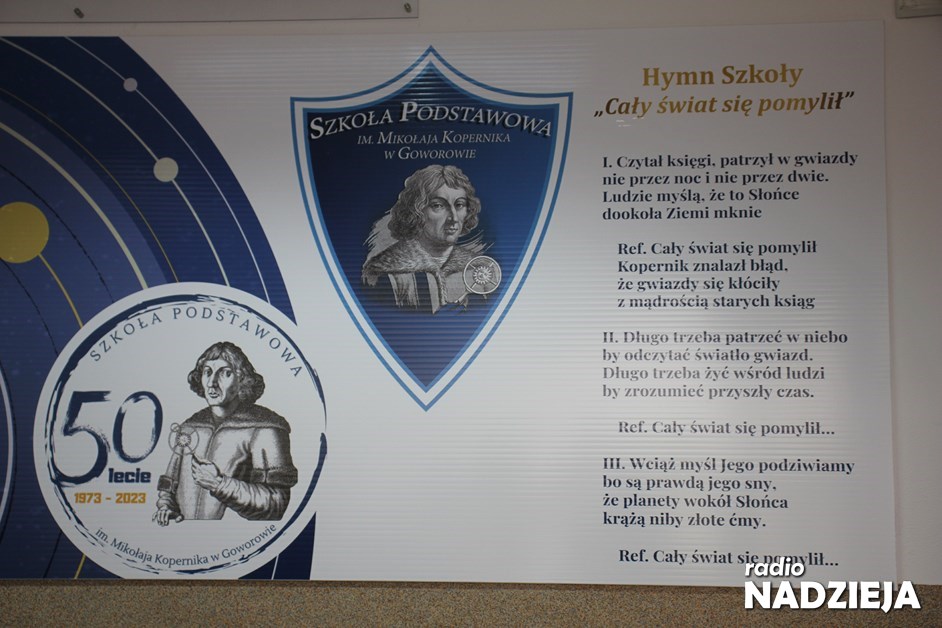 SZKOŁA PODSTAWOWA
IM. MIKOŁAJA KOPERNIKA
W GOWOROWIE
SZKOŁA PODSTAWOWA
50
lecie
1973 - 2023
im. Mikołaja Kopernika w Goworowie
Hymn Szkoły
„Cały świat się pomylił”
I. Czytał księgi, patrzył w gwiazdy
nie przez noc i nie przez dwie.
Ludzie myślą, że to Słońce
dookoła Ziemi mknie
Ref. Cały świat się pomylił
Kopernik znalazł błąd,
że gwiazdy się kłóciły
z mądrością starych ksiąg
II. Długo trzeba patrzeć w niebo
by odczytać światło gwiazd.
Długo trzeba żyć wśród ludzi
by zrozumieć przyszły czas.
Ref. Cały świat się pomylił...
III. Wciąż myśl Jego podziwiamy
bo są prawdą jego sny,
że planety wokół Słońca
krążą niby złote ćmy.
Ref. Cały świat się pomylił...
radio
NADZIEJA